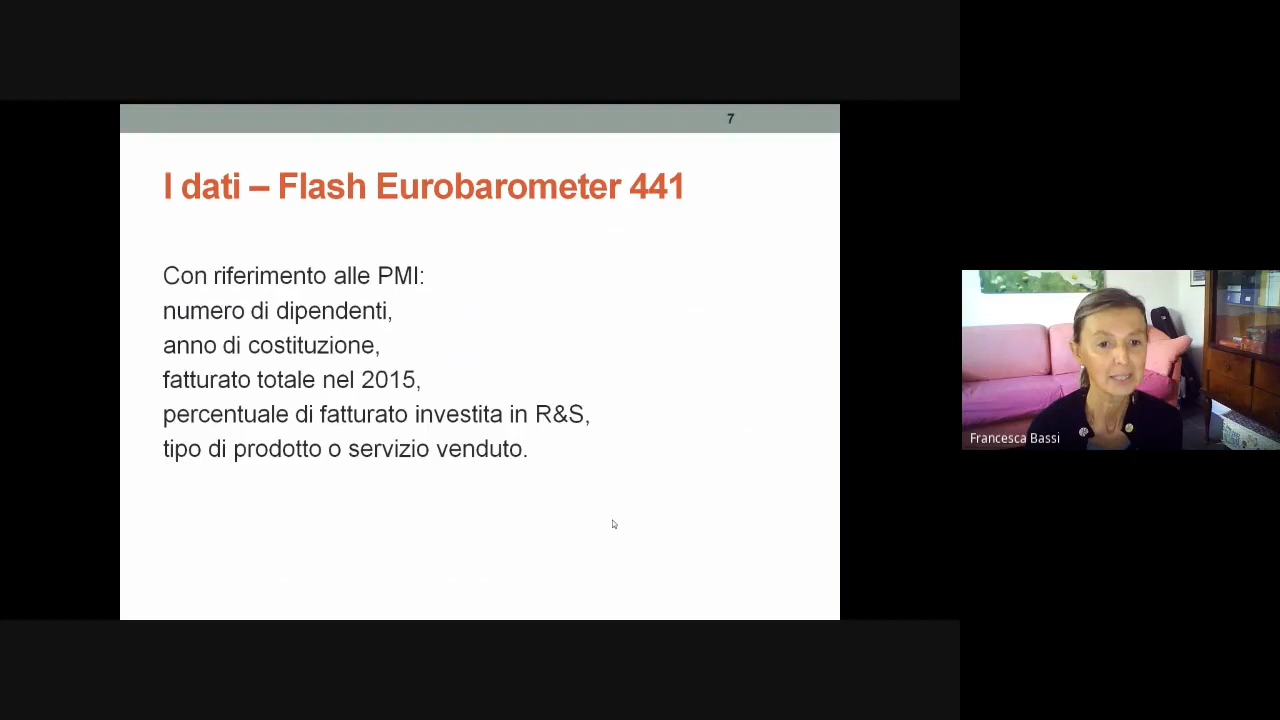 7
I dati – Flash Eurobarometer 441
Con riferimento alle PMI:
numero di dipendenti,
anno di costituzione,
fatturato totale nel 2015,
percentuale di fatturato investita in R&S,
tipo di prodotto o servizio venduto.
Francesca Bassi